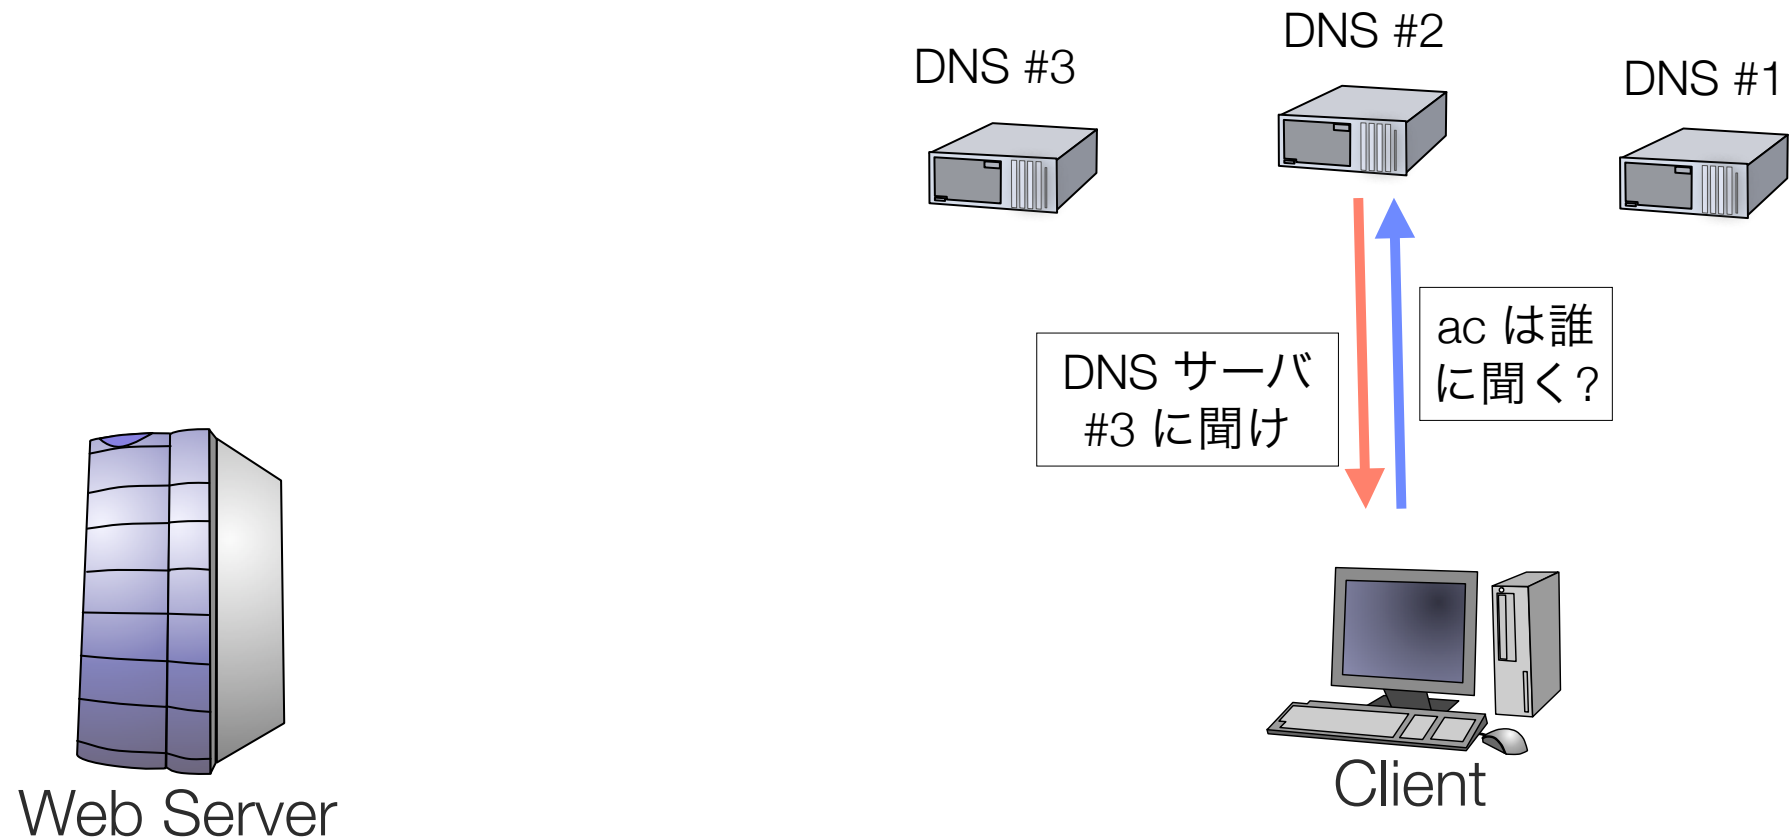 DNS #3
DNS #2
DNS #1
DNS サーバ
#3 に聞け
ac は誰
に聞く?
Web Server
Client